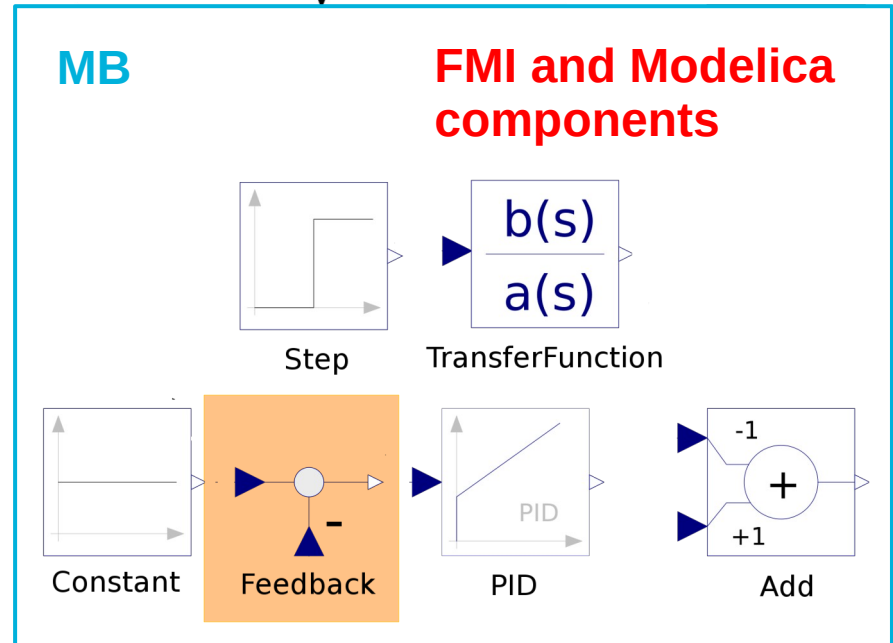 MB
FMI and Modelica
components
b(s)
a(s)
Step
TransferFunction
-1
+
+1
PID
-
Constant
Feedback
PID
Add